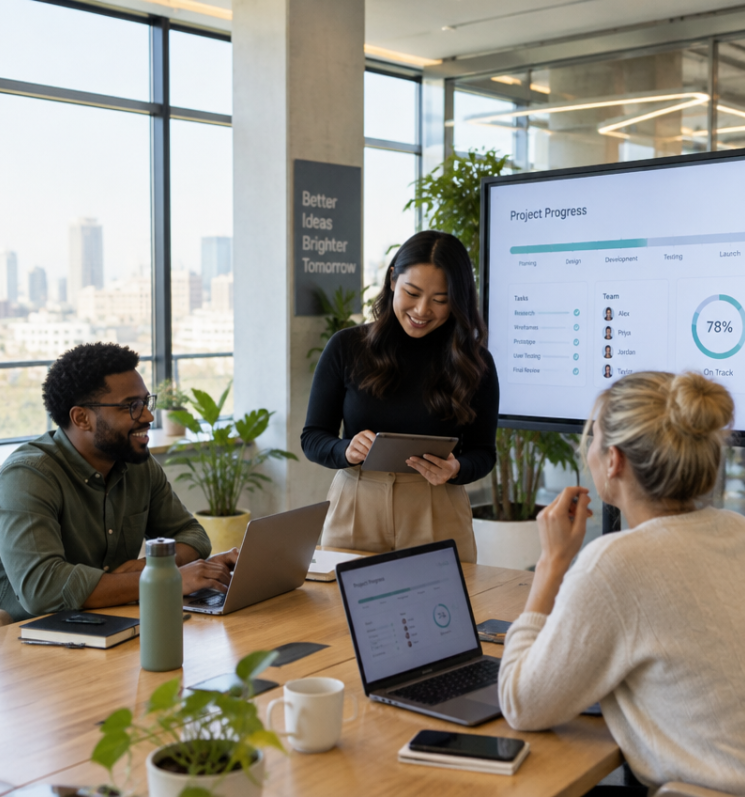 Better
Ideas
Brighter
Tomorrow
Project Progress
Planning Design Development Testing Launch
Tasks
Research
Wireframes
Prototype
User Testing
Final Review
Team
Alex
Priya
Jordan
Taylor
78%
On Track
Project Progress